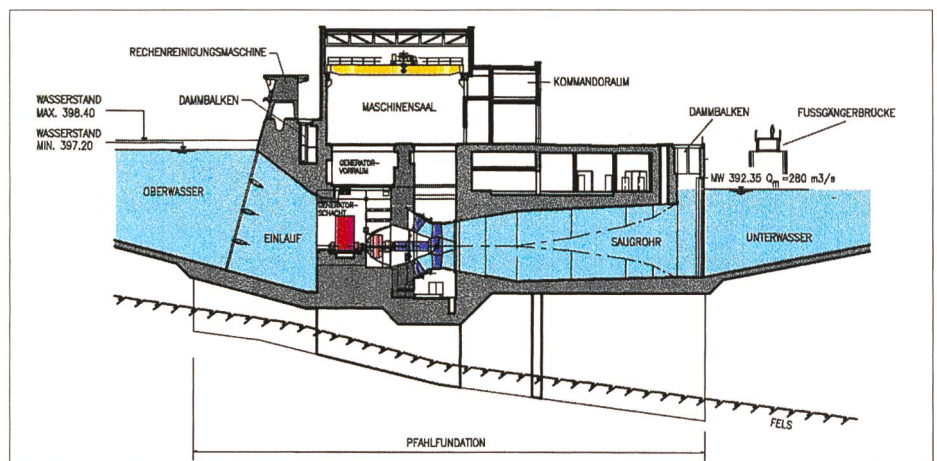 RECHENREINIGUNGSMASCHINE
KOMMANDORAUM
WASSERSTAND
MAX. 398.40
DAMMBALKEN
MASCHINENSAAL
DAMMBALKEN
FUSSGÄNGERBRÜCKE
WASSERSTAND
MIN. 397.20
GENERATOR-
VORRAUM
MW 392.35 Qm =280 m3/s
OBERWASSER
GENERATOR-
SCHACHT
EINLAUF
SAUGROHR
UNTERWASSER
FELS
PFAHLFUNDATION